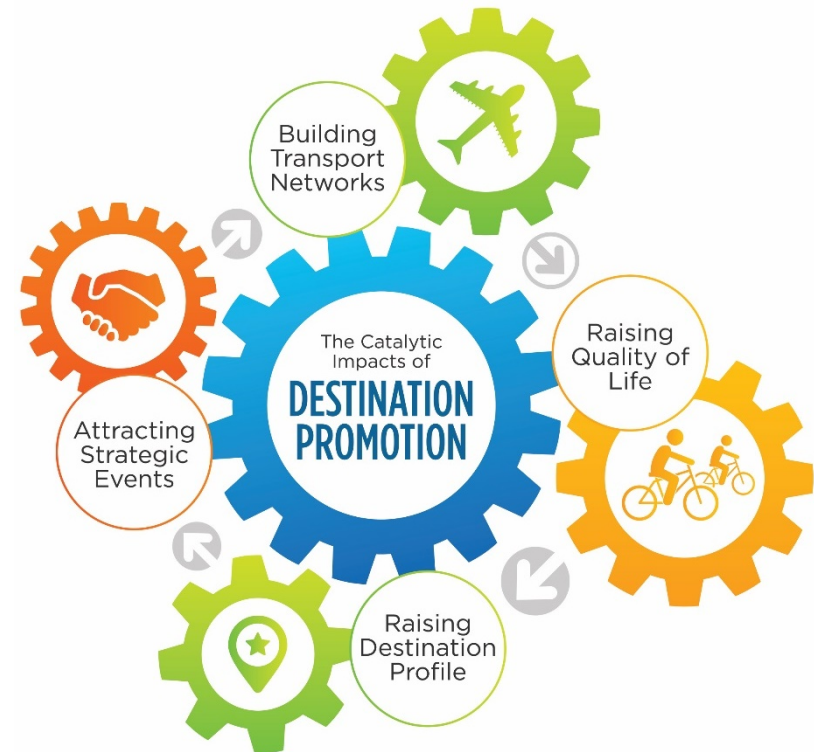 Building
Transport
Networks
The Catalytic
Impacts of
DESTINATION
PROMOTION
Raising
Quality of
Life
Attracting
Strategic
Events
Raising
Destination
Profile